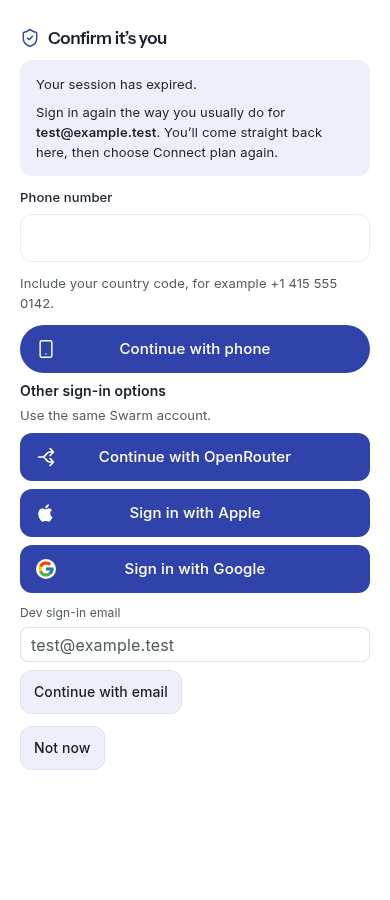 Confirm it’s you
Your session has expired.
Sign in again the way you usually do for
test@example.test. You’ll come straight back
here, then choose Connect plan again.
Phone number
Include your country code, for example +1 415 555
0142.
Continue with phone
Other sign-in options
Use the same Swarm account.
Continue with OpenRouter
Sign in with Apple
Sign in with Google
Dev sign-in email
test@example.test
Continue with email
Not now